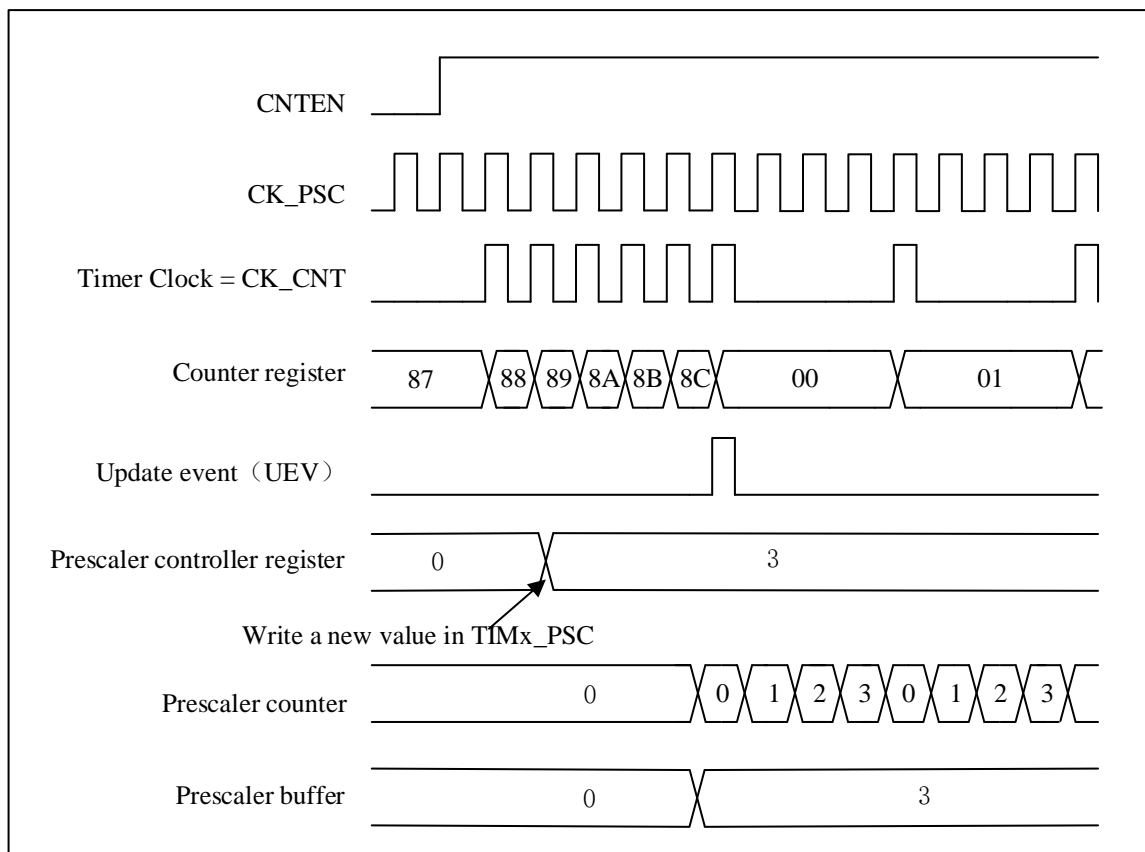 CNTEN
CK_PSC
Timer Clock = CK_CNT
Counter register
87 88 89 8A 8B 8C 00 01
Update event（UEV）
Prescaler controller register
0 3
Write a new value in TIMx_PSC
Prescaler counter
0 0 1 2 3 0 1 2 3
Prescaler buffer
0 3